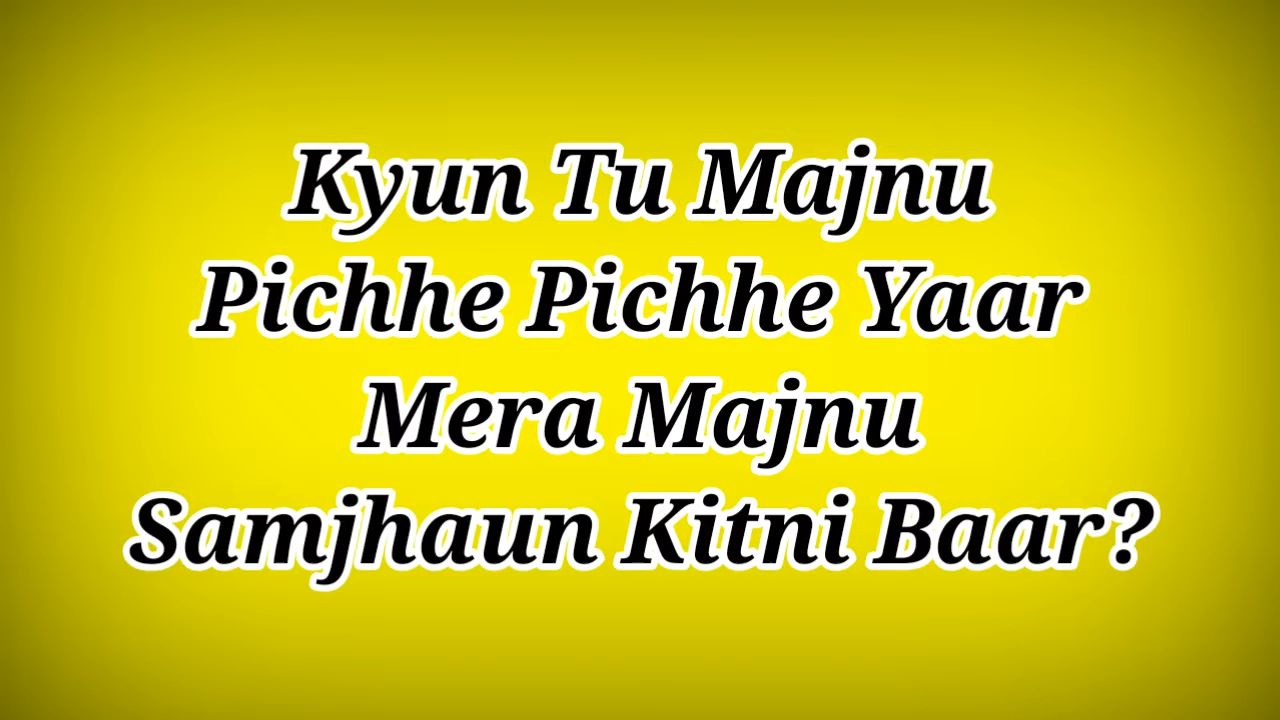 Kyun Tu Majnu
Pichhe Pichhe Yaar
Mera Majnu
Samjhaun Kitni Baar?